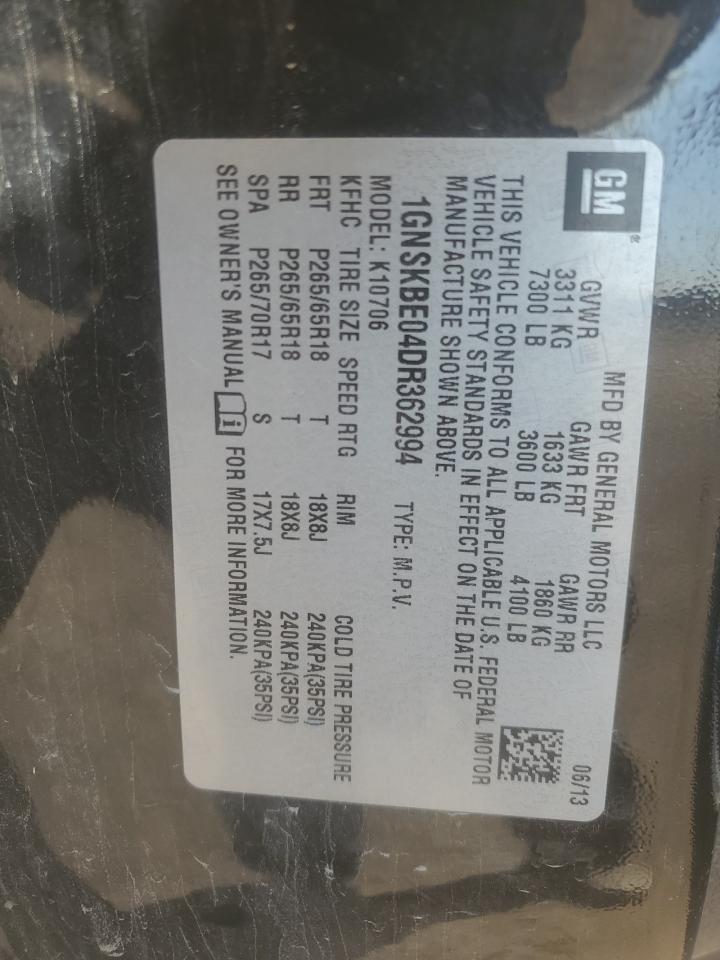 GM®
MFD BY GENERAL MOTORS LLC 06/13
GVWR GAWR FRT GAWR RR
3311 KG 1633 KG 1860 KG
7300 LB 3600 LB 4100 LB
THIS VEHICLE CONFORMS TO ALL APPLICABLE U.S. FEDERAL MOTOR
VEHICLE SAFETY STANDARDS IN EFFECT ON THE DATE OF
MANUFACTURE SHOWN ABOVE.
1GNSKBE04DR362994 TYPE: M.P.V.
MODEL: K10706
KFHC TIRE SIZE SPEED RTG RIM COLD TIRE PRESSURE
FRT P265/65R18 T 18X8J 240KPA(35PSI)
RR P265/65R18 T 18X8J 240KPA(35PSI)
SPA P265/70R17 S 17X7.5J 240KPA(35PSI)
SEE OWNER'S MANUAL i FOR MORE INFORMATION.